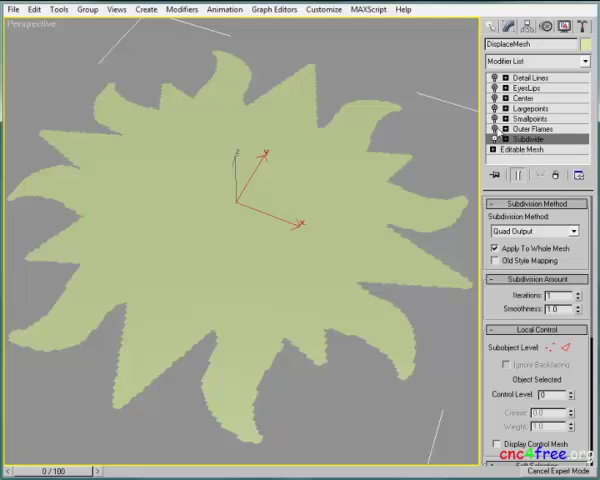 File Edit Tools Group Views Create Modifiers Animation Graph Editors Customize MAXScript Help
Perspective
DisplaceMesh
Modifier List
Detail Lines
EyesLips
Center
Largepoints
Smallpoints
Outer Flames
Subdivide
Editable Mesh
z
y
x
Subdivision Method
Subdivision Method:
Quad Output
Apply To Whole Mesh
Old Style Mapping
Subdivision Amount
Iterations: 1
Smoothness: 1.0
Local Control
Subobject Level:
Ignore Backfacing
Object Selected
Control Level: 0
Crease: 0.0
Weight: 1.0
Display Control Mesh
cnc4free.org
0 / 100
Cancel Expert Mode